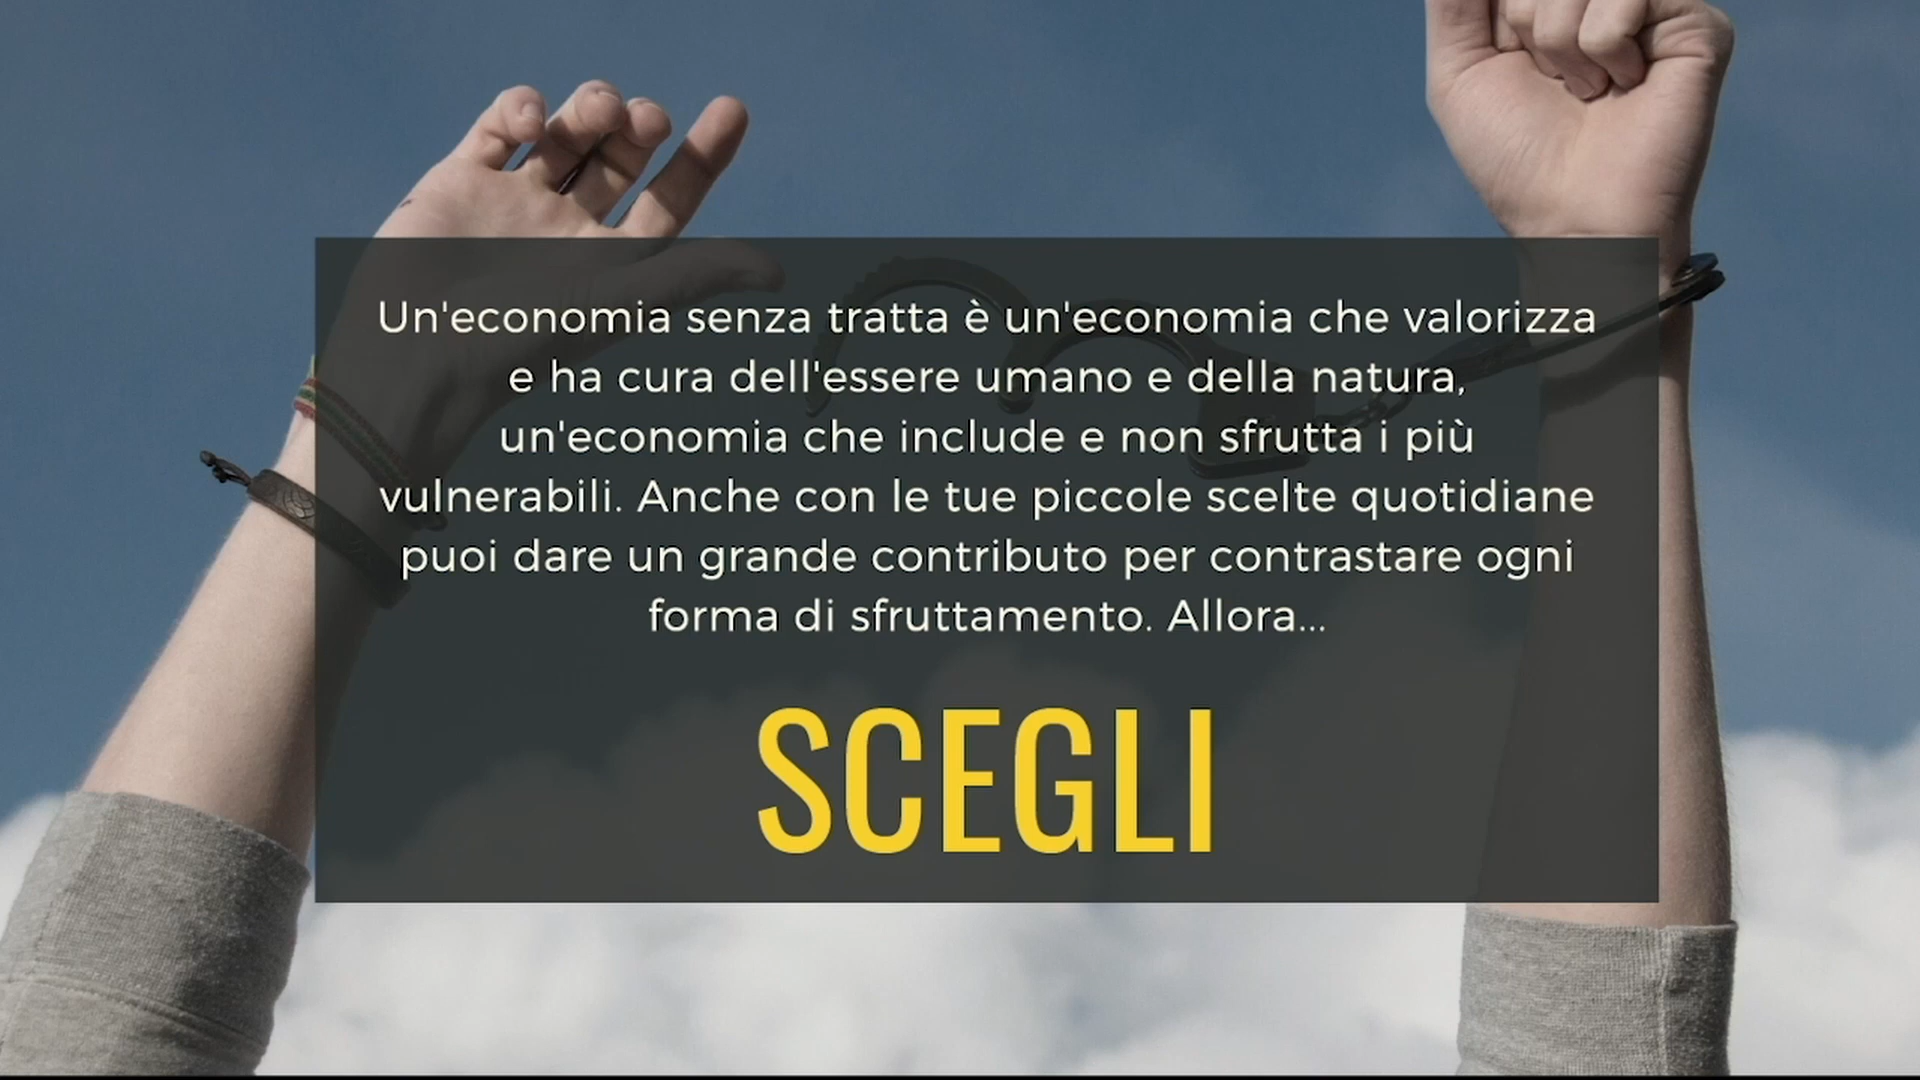 Un'economia senza tratta è un'economia che valorizza
e ha cura dell'essere umano e della natura,
un'economia che include e non sfrutta i più
vulnerabili. Anche con le tue piccole scelte quotidiane
puoi dare un grande contributo per contrastare ogni
forma di sfruttamento. Allora...
SCEGLI